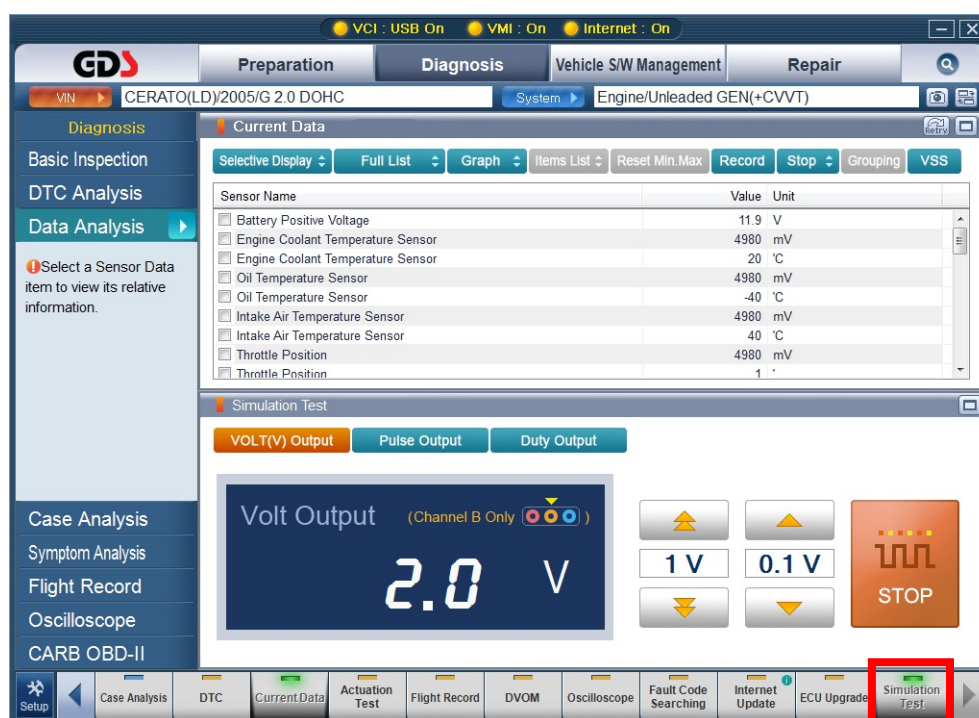 VCI : USB On VMI : On Internet : On
GDS
Preparation
Diagnosis
Vehicle S/W Management
Repair
VIN
CERATO(LD)/2005/G 2.0 DOHC
System
Engine/Unleaded GEN(+CVVT)
Diagnosis
Basic Inspection
DTC Analysis
Data Analysis
Select a Sensor Data
item to view its relative
information.
Case Analysis
Symptom Analysis
Flight Record
Oscilloscope
CARB OBD-II
Current Data
Retry
Selective Display Full List Graph Items List Reset Min.Max Record Stop Grouping VSS
Sensor Name Value Unit
Battery Positive Voltage 11.9 V
Engine Coolant Temperature Sensor 4980 mV
Engine Coolant Temperature Sensor 20 'C
Oil Temperature Sensor 4980 mV
Oil Temperature Sensor -40 'C
Intake Air Temperature Sensor 4980 mV
Intake Air Temperature Sensor 40 'C
Throttle Position 4980 mV
Throttle Position 1 '
Simulation Test
VOLT(V) Output Pulse Output Duty Output
Volt Output (Channel B Only )
2.0 V
1 V
0.1 V
STOP
Setup
Case Analysis
DTC
Current Data
Actuation
Test
Flight Record
DVOM
Oscilloscope
Fault Code
Searching
Internet
Update
ECU Upgrade
Simulation
Test